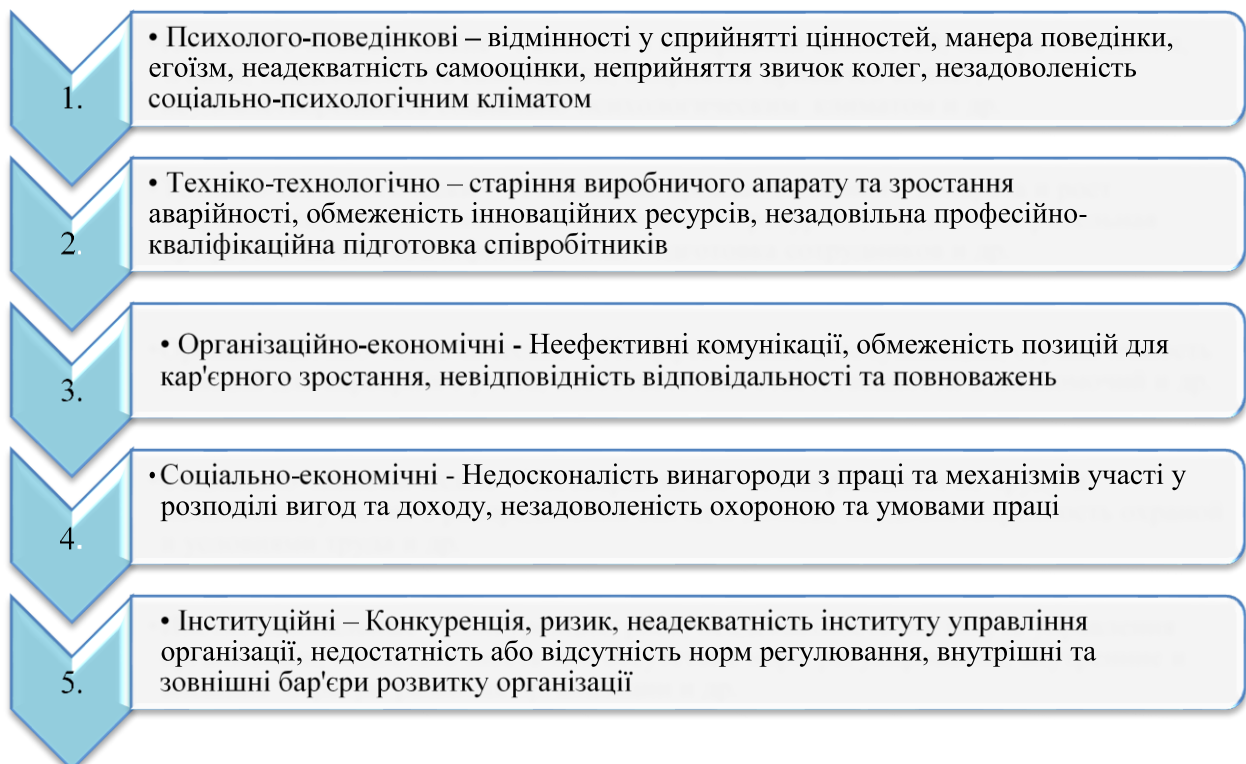 1.
• Психолого-поведінкові – відмінності у сприйнятті цінностей, манера поведінки,
егоїзм, неадекватність самооцінки, неприйняття звичок колег, незадоволеність
соціально-психологічним кліматом
2.
• Техніко-технологічно – старіння виробничого апарату та зростання
аварійності, обмеженість інноваційних ресурсів, незадовільна професійно-
кваліфікаційна підготовка співробітників
3.
• Організаційно-економічні - Неефективні комунікації, обмеженість позицій для
кар'єрного зростання, невідповідність відповідальності та повноважень
4.
• Соціально-економічні - Недосконалість винагороди з праці та механізмів участі у
розподілі вигод та доходу, незадоволеність охороною та умовами праці
5.
• Інституційні – Конкуренція, ризик, неадекватність інституту управління
організації, недостатність або відсутність норм регулювання, внутрішні та
зовнішні бар'єри розвитку організації